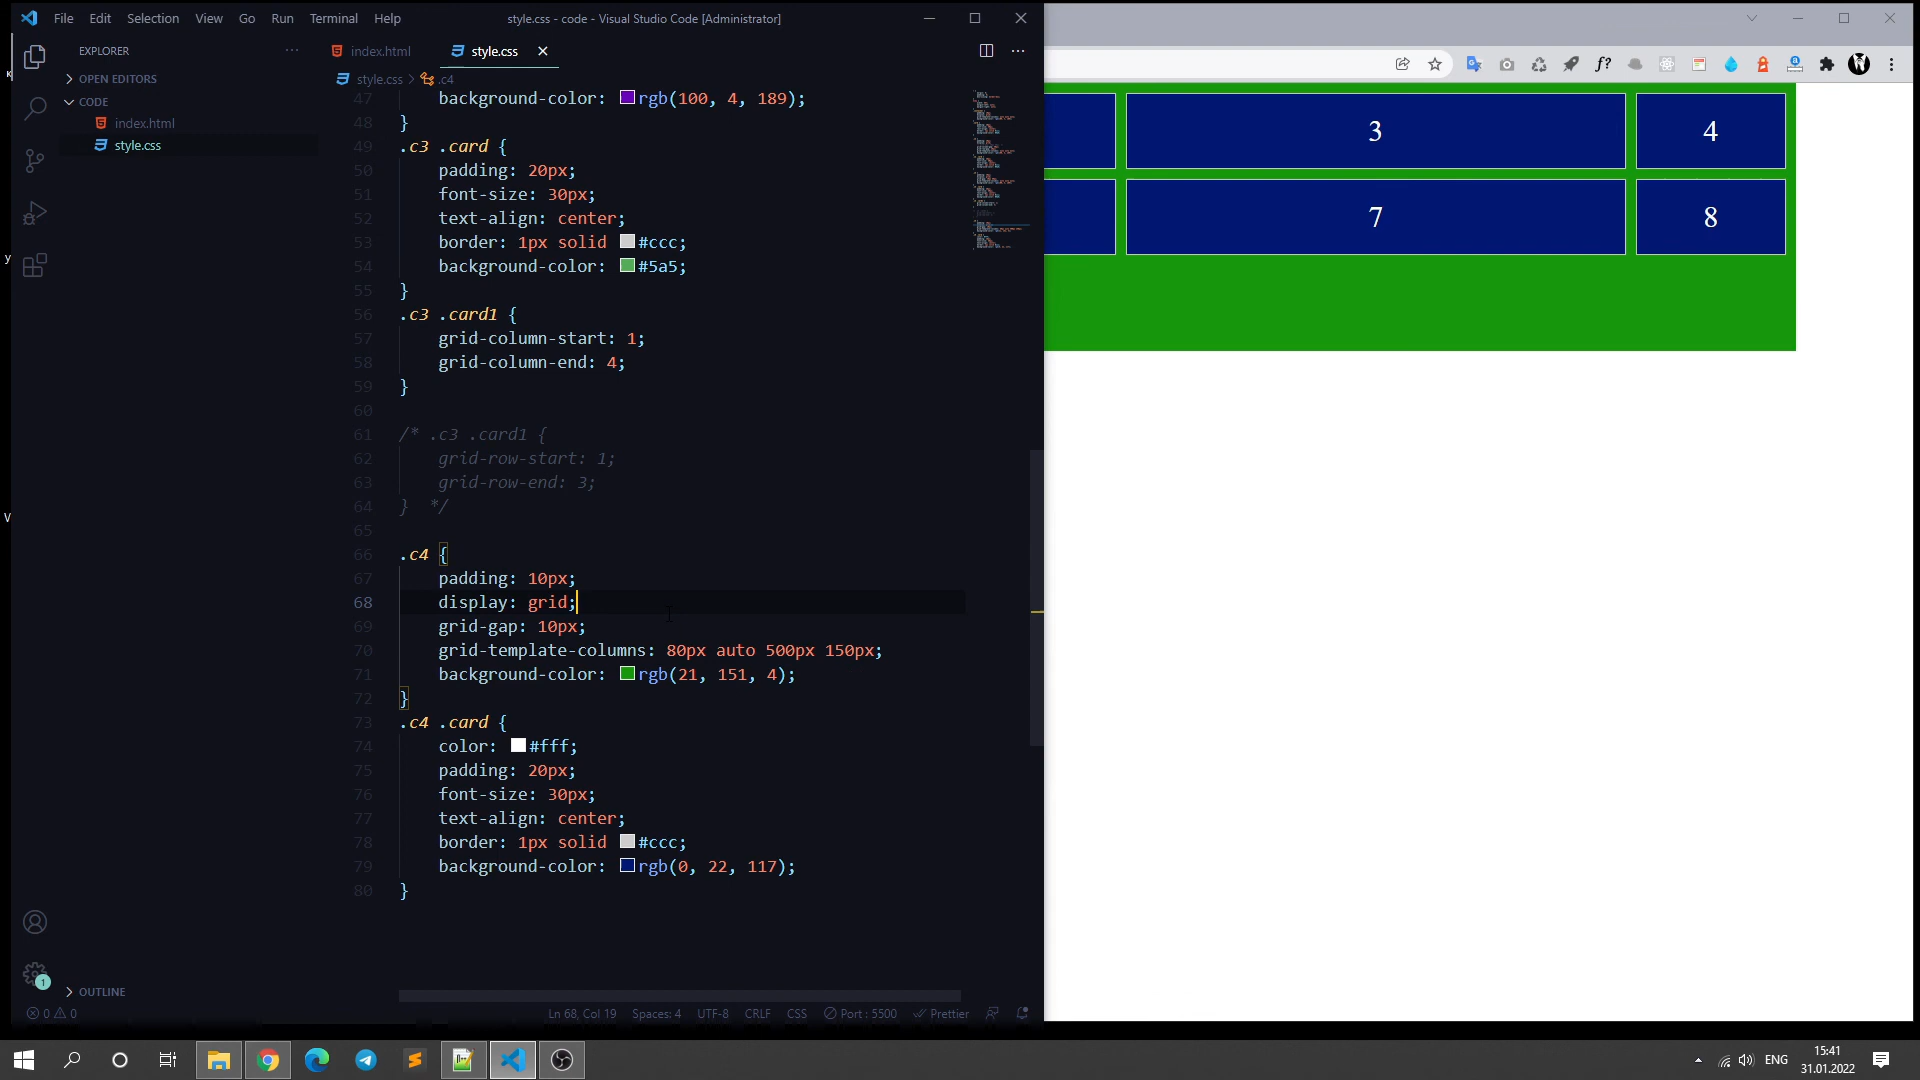 File Edit Selection View Go Run Terminal Help
style.css - code - Visual Studio Code [Administrator]
EXPLORER
index.html
style.css
OPEN EDITORS
style.css > .c4
CODE
index.html
style.css
47 background-color: rgb(100, 4, 189);
48 }
49 .c3 .card {
50 padding: 20px;
51 font-size: 30px;
52 text-align: center;
53 border: 1px solid #ccc;
54 background-color: #5a5;
55 }
56 .c3 .card1 {
57 grid-column-start: 1;
58 grid-column-end: 4;
59 }
60
61 /* .c3 .card1 {
62 grid-row-start: 1;
63 grid-row-end: 3;
64 } */
65
66 .c4 {
67 padding: 10px;
68 display: grid;
69 grid-gap: 10px;
70 grid-template-columns: 80px auto 500px 150px;
71 background-color: rgb(21, 151, 4);
72 }
73 .c4 .card {
74 color: #fff;
75 padding: 20px;
76 font-size: 30px;
77 text-align: center;
78 border: 1px solid #ccc;
79 background-color: rgb(0, 22, 117);
80 }
1
OUTLINE
0 0
Ln 68, Col 19 Spaces: 4 UTF-8 CRLF CSS Port : 5500 Prettier
f?
3 4
7 8
ENG
15:41
31.01.2022